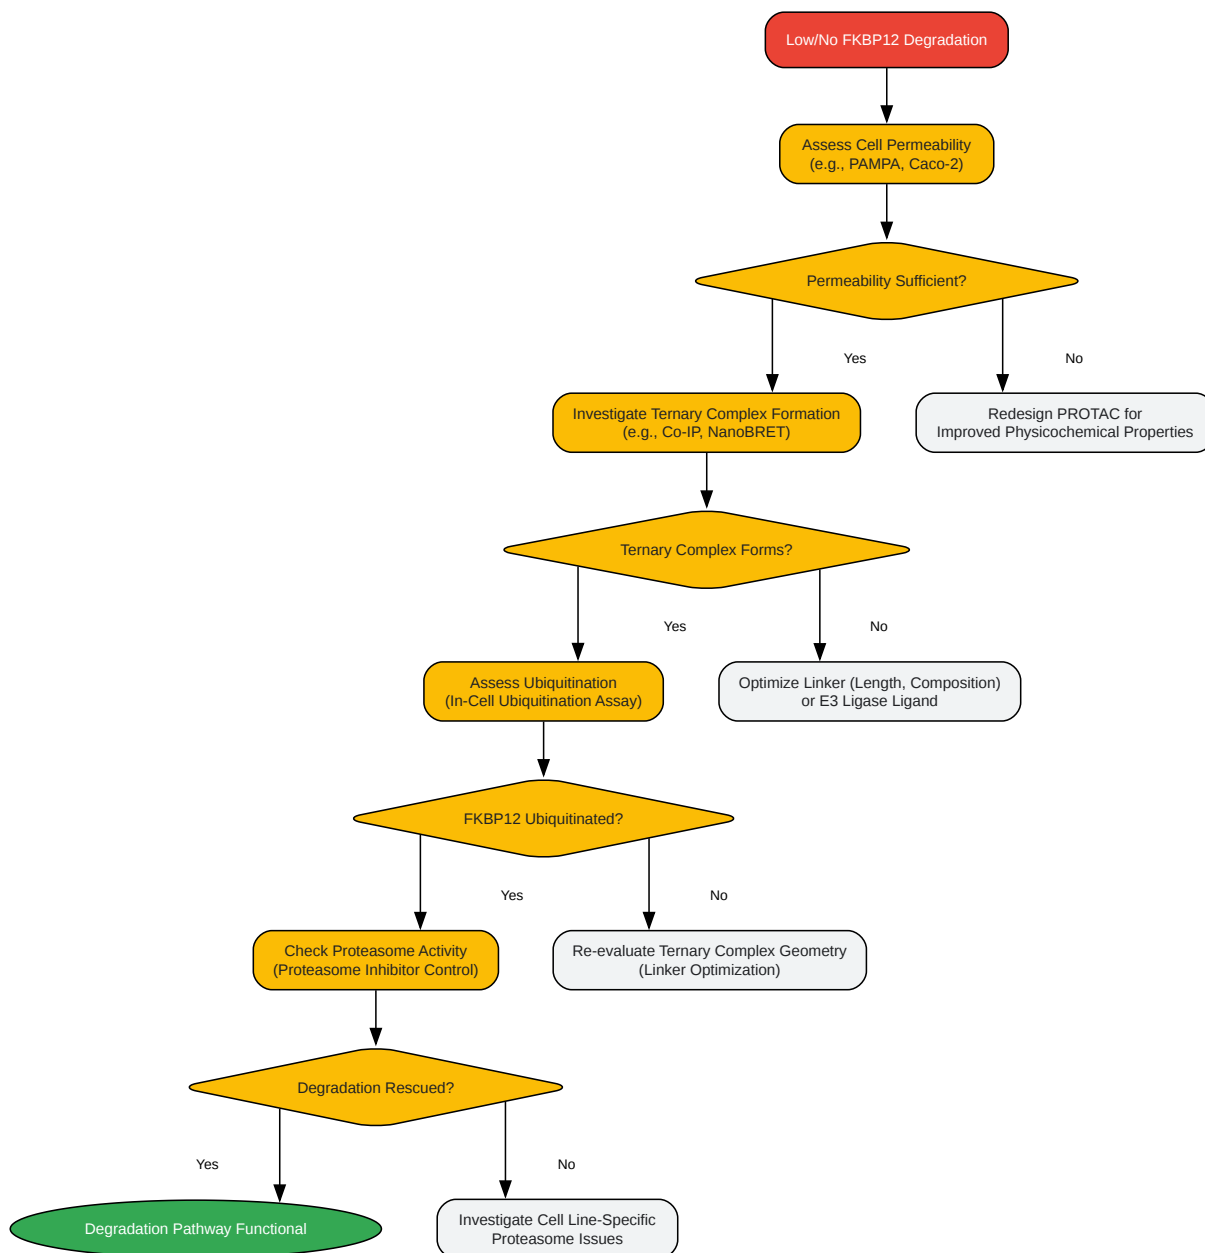 Low/No FKBP12 Degradation
Assess Cell Permeability
(e.g., PAMPA, Caco-2)
Permeability Sufficient?
Yes
No
Investigate Ternary Complex Formation
(e.g., Co-IP, NanoBRET)
Redesign PROTAC for
Improved Physicochemical Properties
Ternary Complex Forms?
Yes
No
Assess Ubiquitination
(In-Cell Ubiquitination Assay)
Optimize Linker (Length, Composition)
or E3 Ligase Ligand
FKBP12 Ubiquitinated?
Yes
No
Check Proteasome Activity
(Proteasome Inhibitor Control)
Re-evaluate Ternary Complex Geometry
(Linker Optimization)
Degradation Rescued?
Yes
No
Degradation Pathway Functional
Investigate Cell Line-Specific
Proteasome Issues